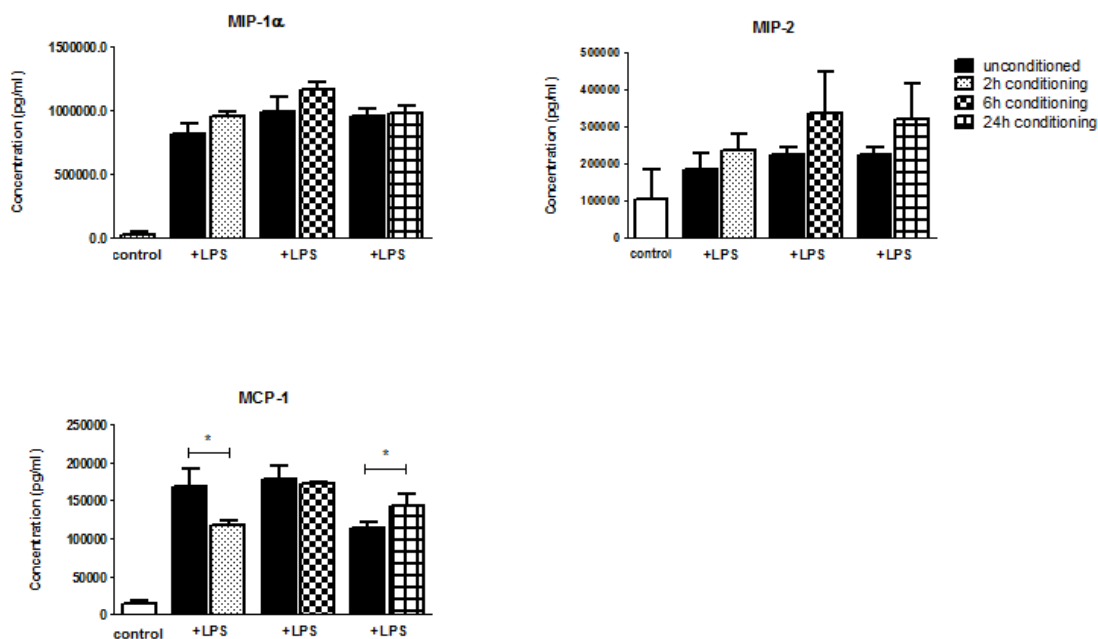 MIP-1α
Concentration (pg/ml)
1500000.0
1000000.0
500000.0
0.0
control
+LPS
+LPS
+LPS
MIP-2
Concentration (pg/ml)
500000
400000
300000
200000
100000
0
control
+LPS
+LPS
+LPS
unconditioned
2h conditioning
6h conditioning
24h conditioning
MCP-1
Concentration (pg/ml)
250000
200000
150000
100000
50000
0
*
*
control
+LPS
+LPS
+LPS